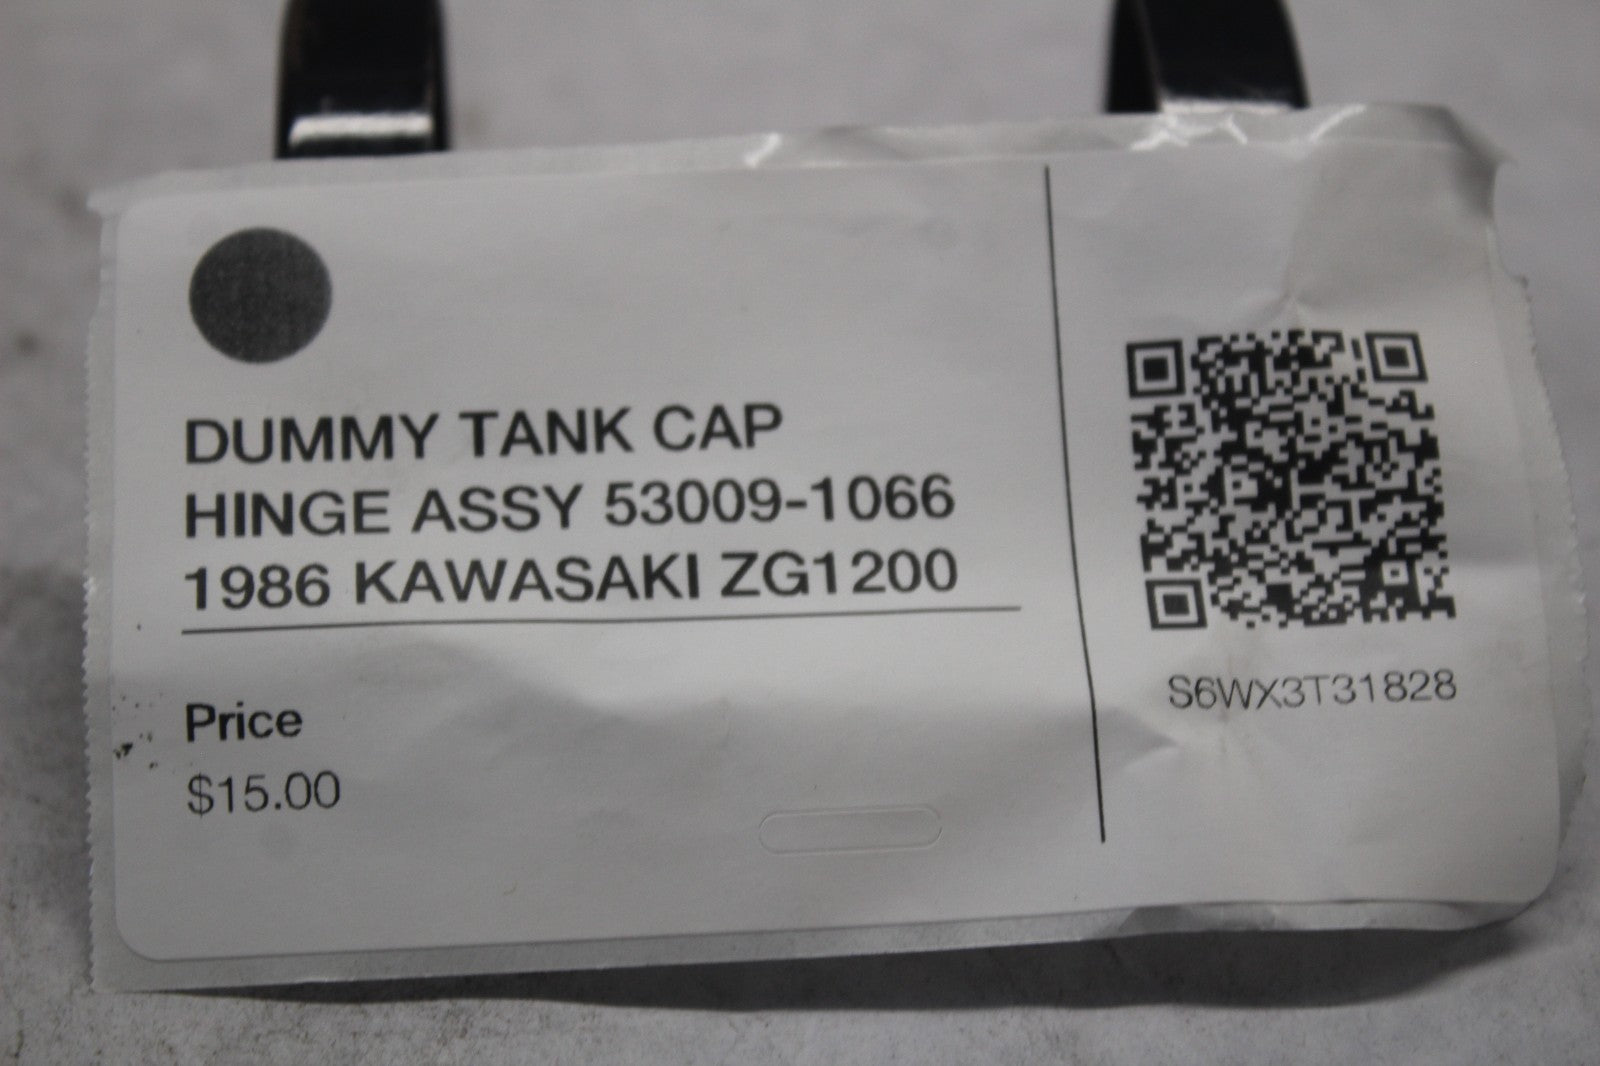 DUMMY TANK CAP
HINGE ASSY 53009-1066
1986 KAWASAKI ZG1200
Price
$15.00
S6WX3T31828